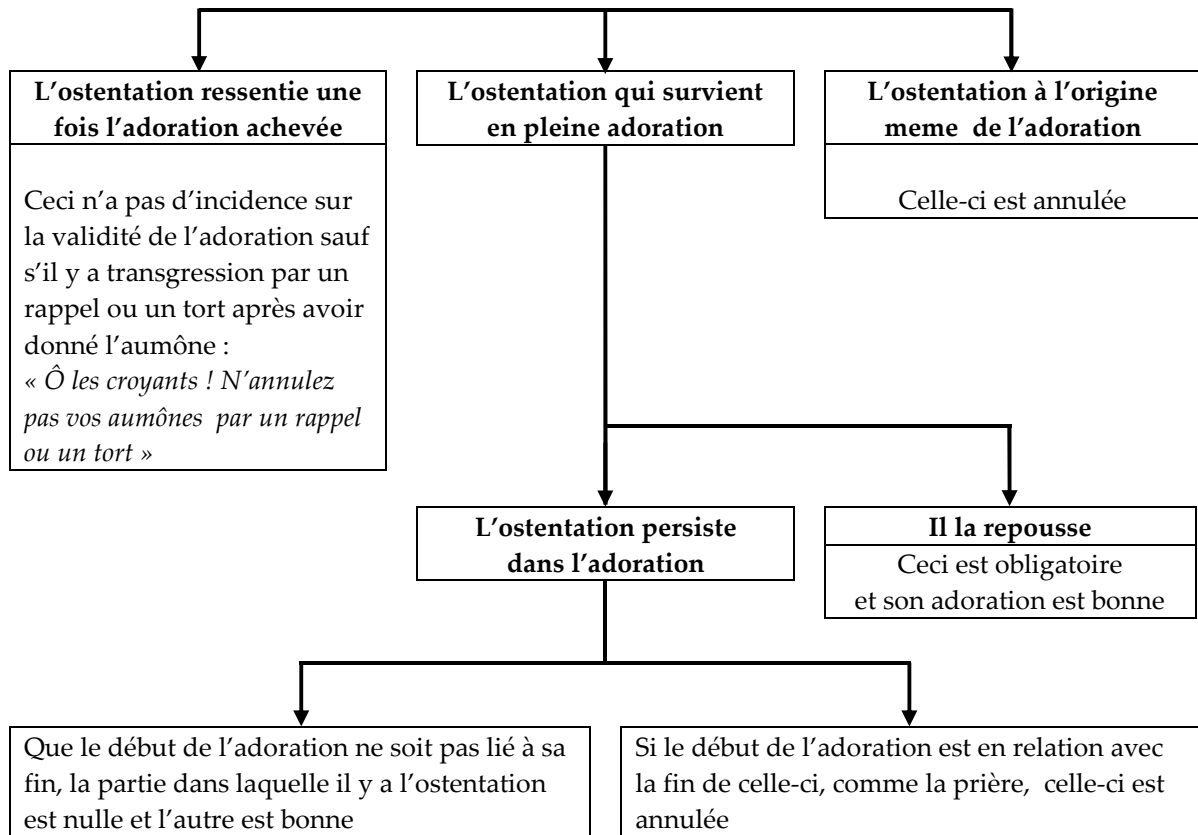 L’ostentation ressentie une
fois l’adoration achevée
Ceci n’a pas d’incidence sur
la validité de l’adoration sauf
s’il y a transgression par un
rappel ou un tort après avoir
donné l’aumône :
« Ô les croyants ! N’annulez
pas vos aumônes  par un rappel
ou un tort »
L’ostentation qui survient
en pleine adoration
L’ostentation à l’origine
meme  de l’adoration
Celle-ci est annulée
L’ostentation persiste
dans l’adoration
Il la repousse
Ceci est obligatoire
et son adoration est bonne
Que le début de l’adoration ne soit pas lié à sa
fin, la partie dans laquelle il y a l’ostentation
est nulle et l’autre est bonne
Si le début de l’adoration est en relation avec
la fin de celle-ci, comme la prière,  celle-ci est
annulée